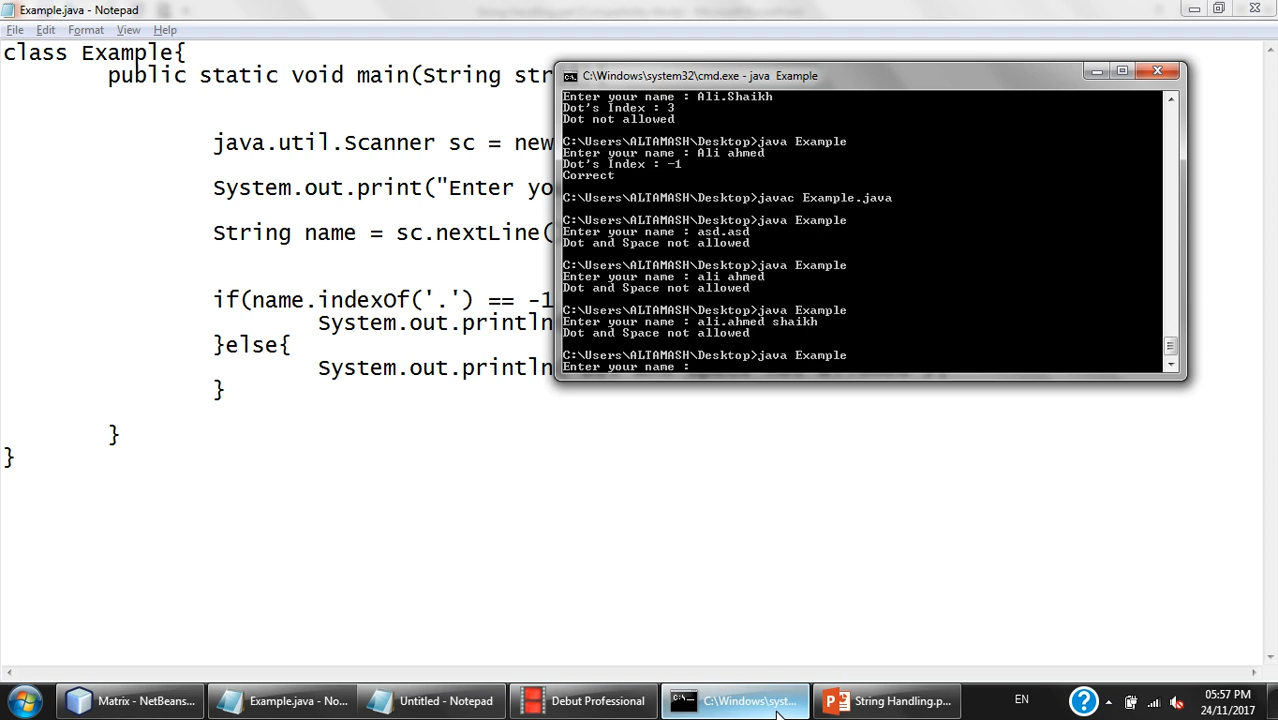 Example.java - Notepad
File Edit Format View Help
class Example{
public static void main(String str
java.util.Scanner sc = new
System.out.print("Enter yo
String name = sc.nextLine(
if(name.indexOf('.') == -1
System.out.println
}else{
System.out.println
}
}
}
C:\Windows\system32\cmd.exe - java Example
Enter your name : Ali.Shaikh
Dot's Index : 3
Dot not allowed
C:\Users\ALTAMASH\Desktop>java Example
Enter your name : Ali ahmed
Dot's Index : -1
Correct
C:\Users\ALTAMASH\Desktop>javac Example.java
C:\Users\ALTAMASH\Desktop>java Example
Enter your name : asd.asd
Dot and Space not allowed
C:\Users\ALTAMASH\Desktop>java Example
Enter your name : ali ahmed
Dot and Space not allowed
C:\Users\ALTAMASH\Desktop>java Example
Enter your name : ali.ahmed shaikh
Dot and Space not allowed
C:\Users\ALTAMASH\Desktop>java Example
Enter your name :
Matrix - NetBeans...
Example.java - No...
Untitled - Notepad
Debut Professional
C:\Windows\syst...
String Handling.p...
EN
05:57 PM
24/11/2017